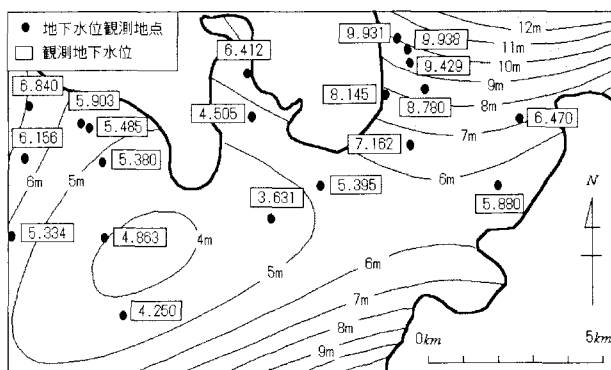 地下水位観測地点
観測地下水位
12m
11m
10m
9m
8m
7m
6m
9.931
9.938
9.429
8.145
8.780
6.412
4.505
7.162
6.470
6.840
5.903
5.485
6.156
5.380
6m
5m
5.395
3.631
5.880
N
5.334
4.863
4m
5m
6m
7m
8m
9m
4.250
0km
5km